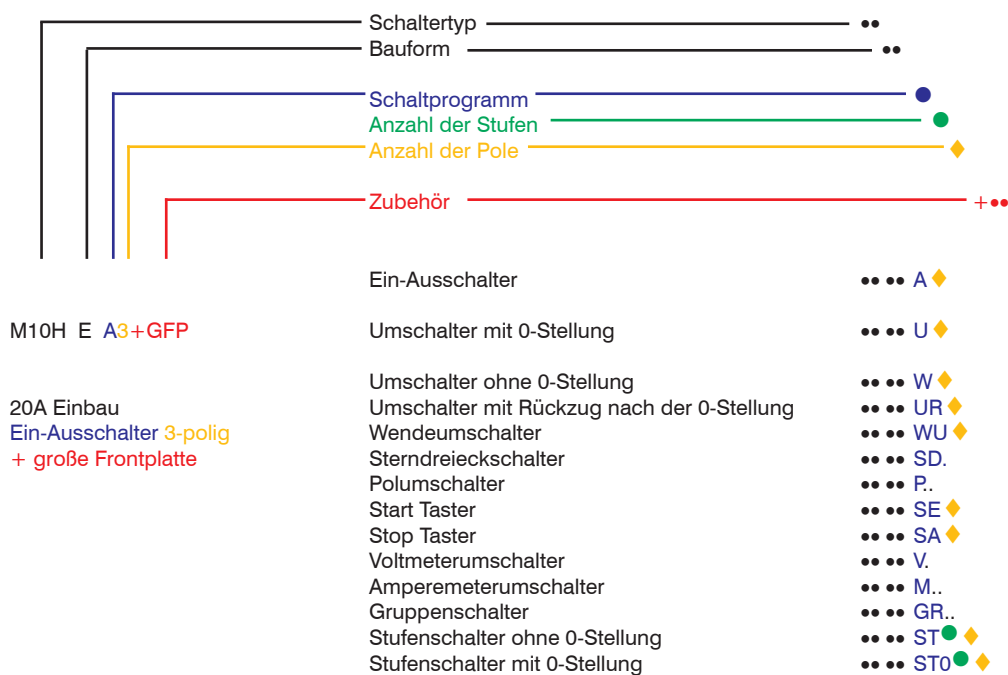 Schaltertyp ••
Bauform ••
Schaltprogramm ●
Anzahl der Stufen ●
Anzahl der Pole ♦
Zubehör +••
Ein-Ausschalter •• •• A ♦
M10H E A3+GFP
Umschalter mit 0-Stellung •• •• U ♦
Umschalter ohne 0-Stellung •• •• W ♦
20A Einbau
Ein-Ausschalter 3-polig
+ große Frontplatte
Umschalter mit Rückzug nach der 0-Stellung •• •• UR ♦
Wendeumschalter •• •• WU ♦
Sterndreieckschalter •• •• SD.
Polumschalter •• •• P..
Start Taster •• •• SE ♦
Stop Taster •• •• SA ♦
Voltmeterumschalter •• •• V.
Amperemeterumschalter •• •• M..
Gruppenschalter •• •• GR..
Stufenschalter ohne 0-Stellung •• •• ST ● ♦
Stufenschalter mit 0-Stellung •• •• ST0 ● ♦